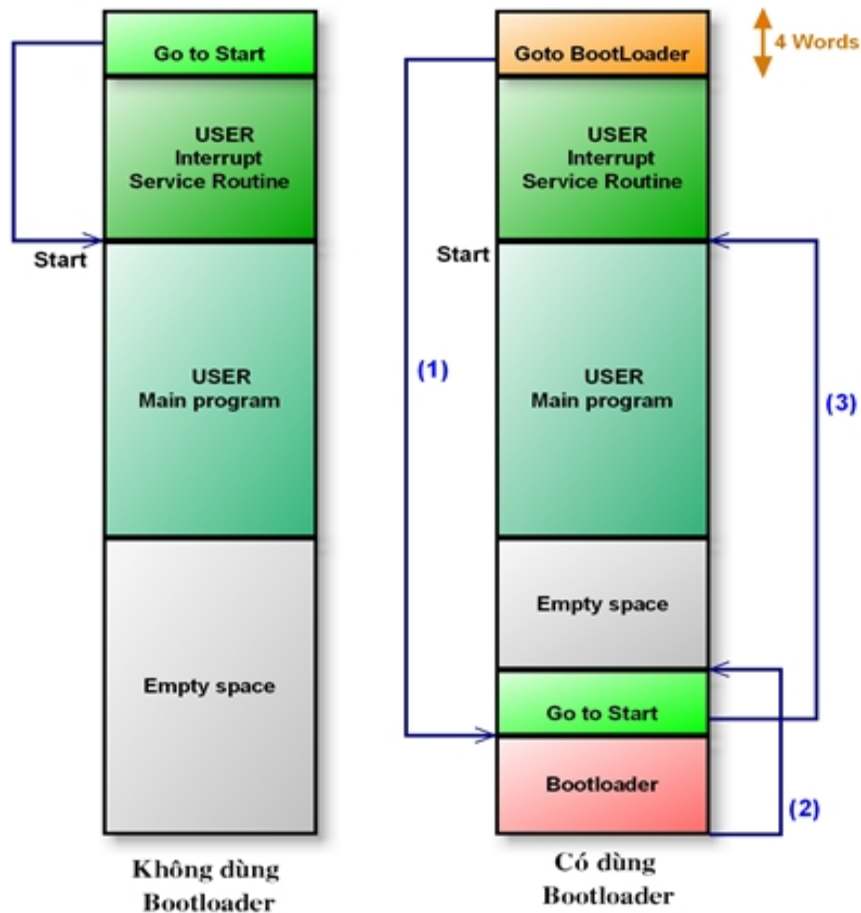 Go to Start
USER
Interrupt
Service Routine
Start
USER
Main program
Empty space
Không dùng
Bootloader
Goto BootLoader
4 Words
USER
Interrupt
Service Routine
Start
(1)
USER
Main program
(3)
Empty space
Go to Start
Bootloader
(2)
Có dùng
Bootloader